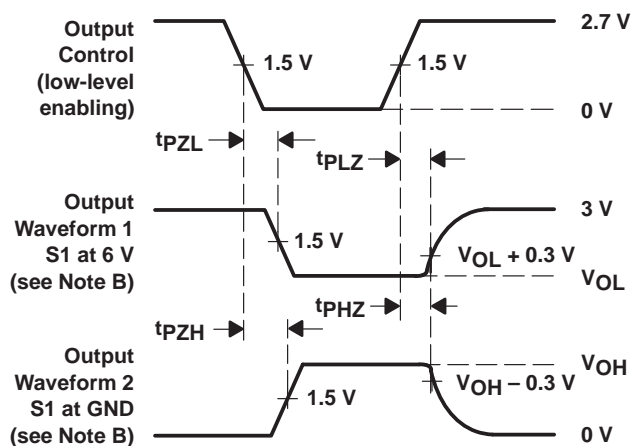 Output
Control
(low-level
enabling)
1.5 V
1.5 V
2.7 V
0 V
tPZL
tPLZ
Output
Waveform 1
S1 at 6 V
(see Note B)
1.5 V
3 V
VOL + 0.3 V
VOL
tPHZ
tPZH
Output
Waveform 2
S1 at GND
(see Note B)
1.5 V
VOH
VOH – 0.3 V
0 V